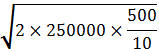 √(2 × 250000 × 500/10)